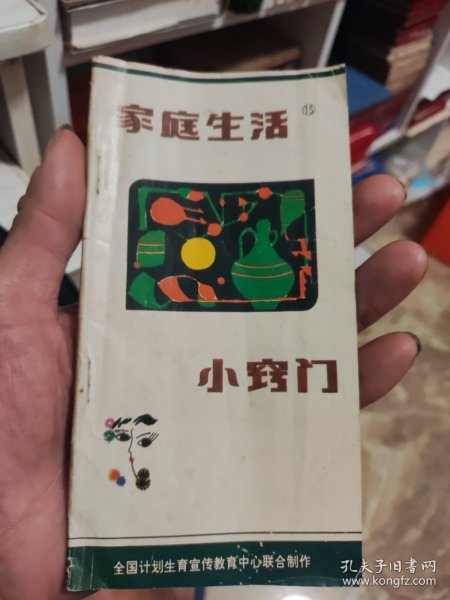 家庭生活 ⑮
小窍门
全国计划生育宣传教育中心联合制作
孔夫子旧书网
www.kongfz.com